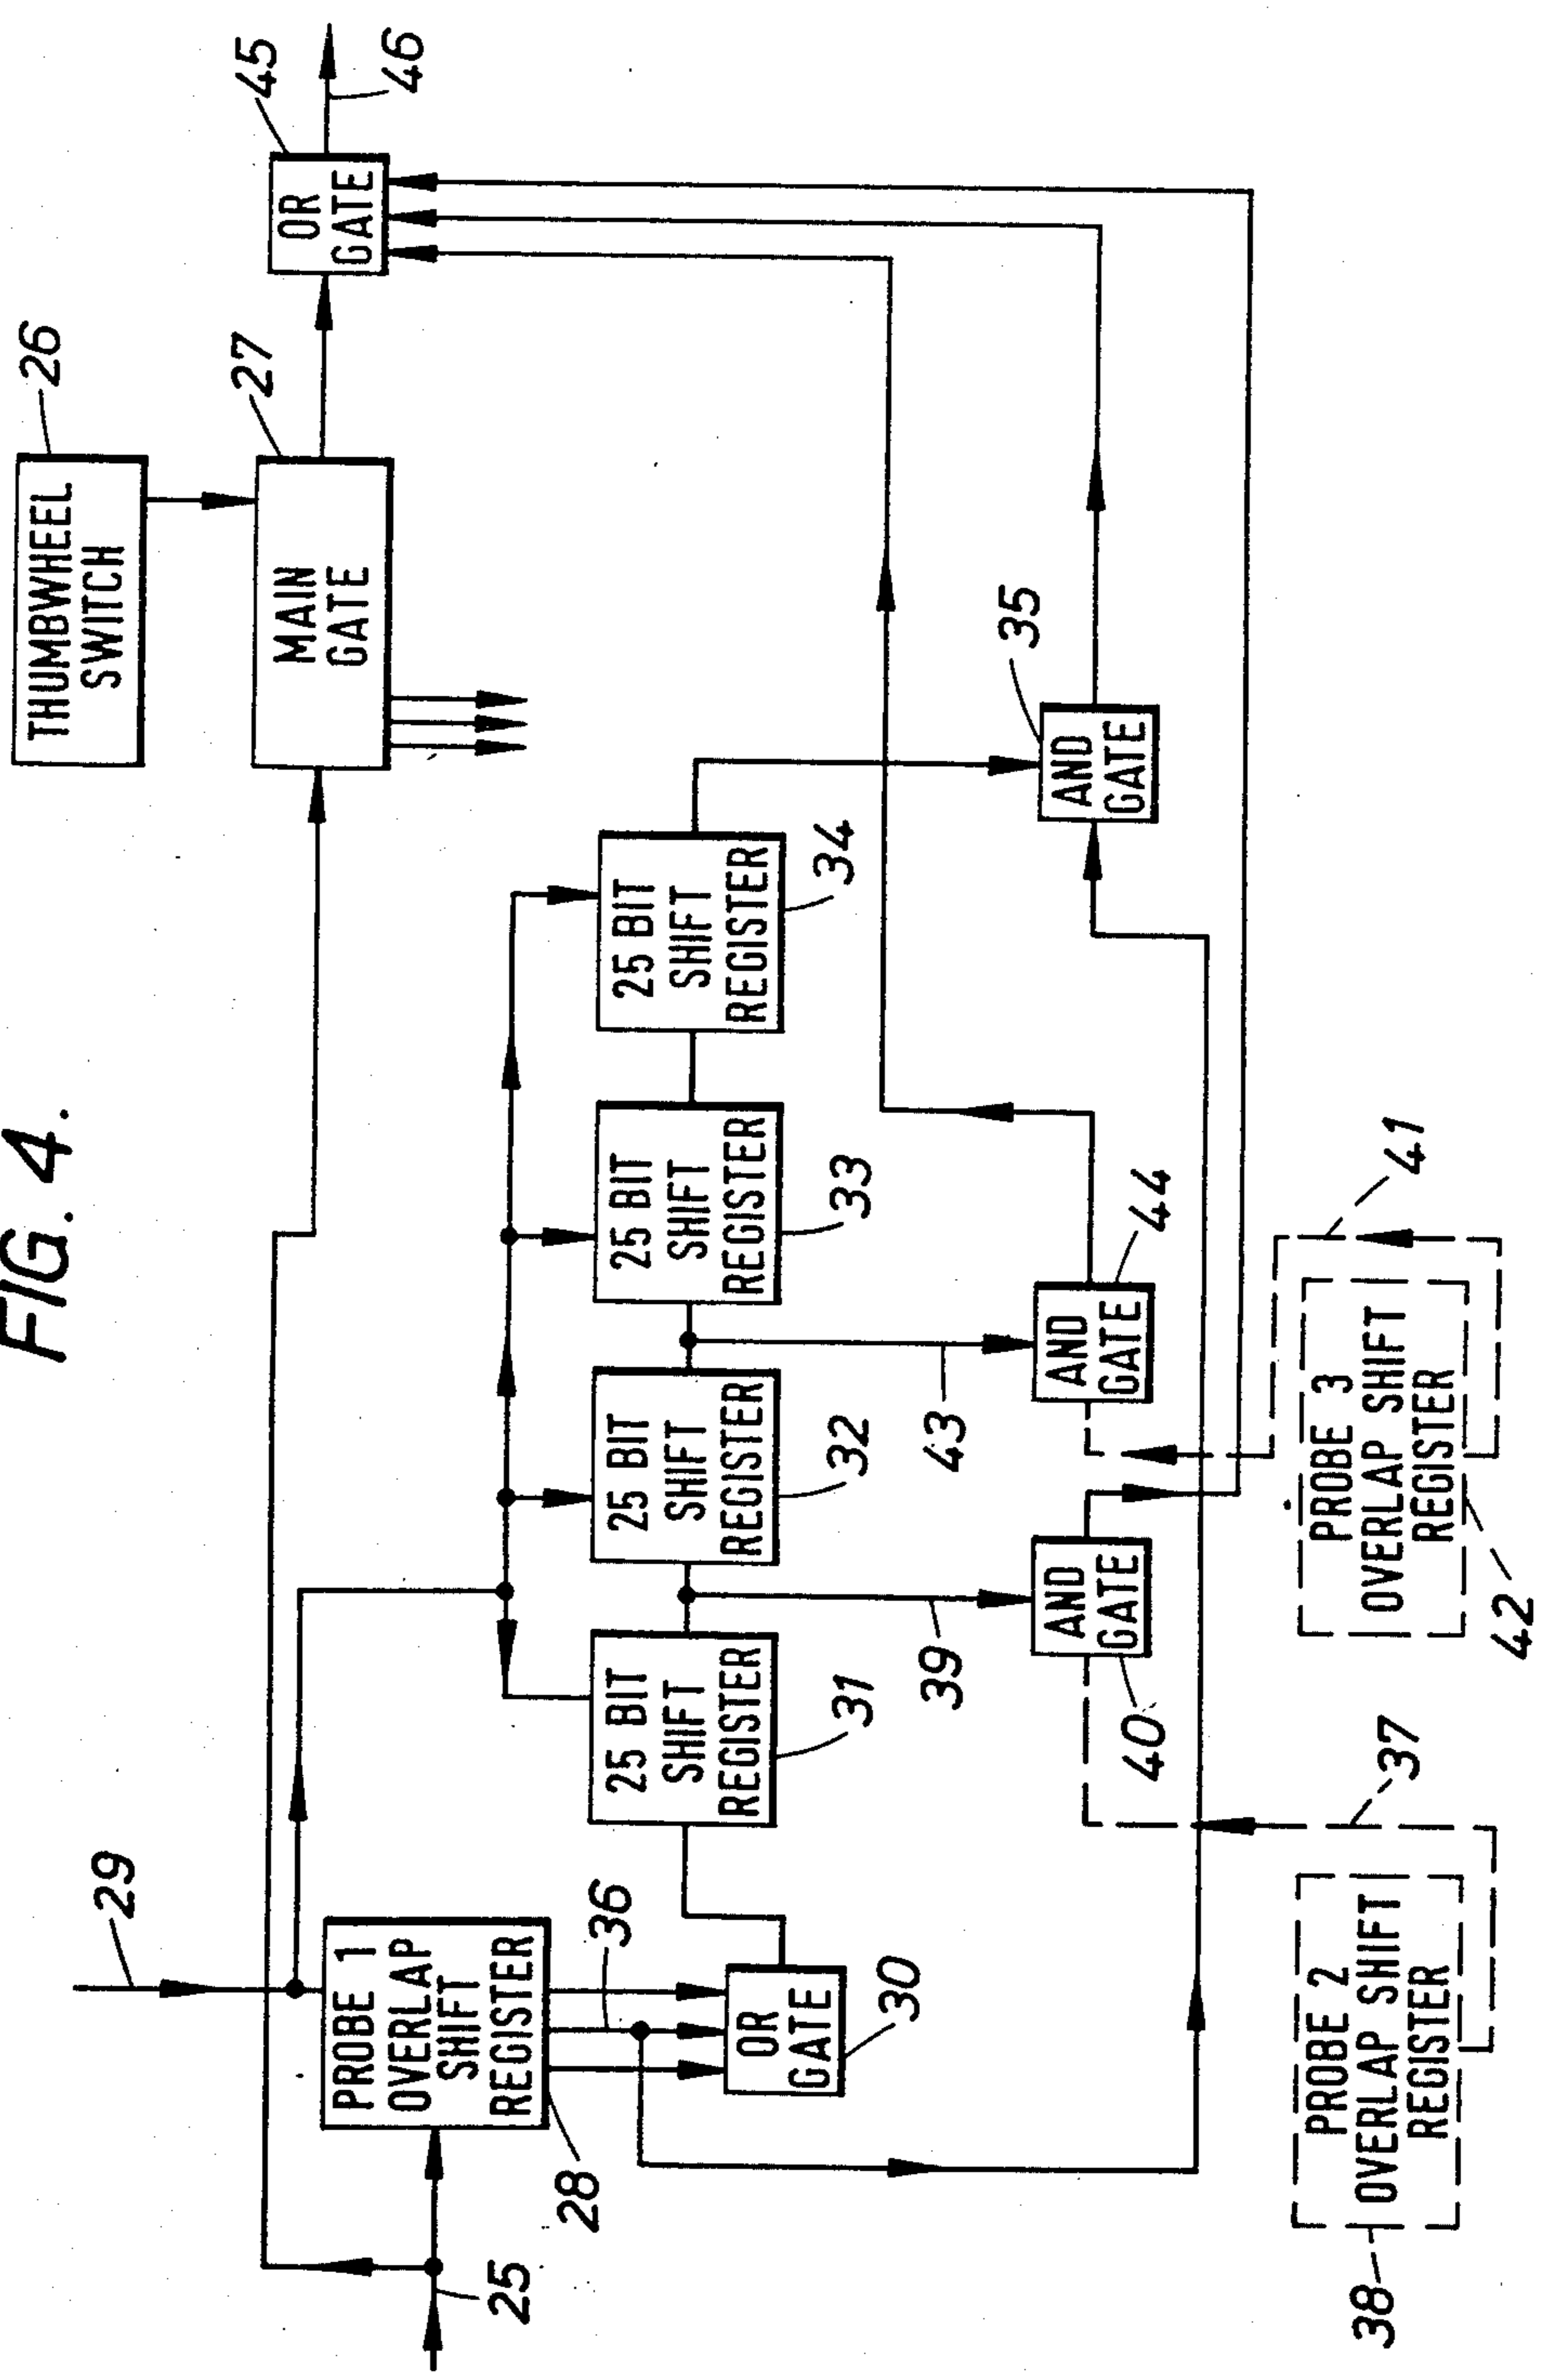 FIG. 4.
THUMBWHEEL
SWITCH
26
MAIN
GATE
27
OR
GATE
45
46
29
25
PROBE 1
OVERLAP
SHIFT
REGISTER
28
36
OR
GATE
30
25 BIT
SHIFT
REGISTER
31
25 BIT
SHIFT
REGISTER
32
25 BIT
SHIFT
REGISTER
33
25 BIT
SHIFT
REGISTER
34
39
43
AND
GATE
40
AND
GATE
44
AND
GATE
35
PROBE 2
OVERLAP SHIFT
REGISTER
38
37
PROBE 3
OVERLAP SHIFT
REGISTER
42
41